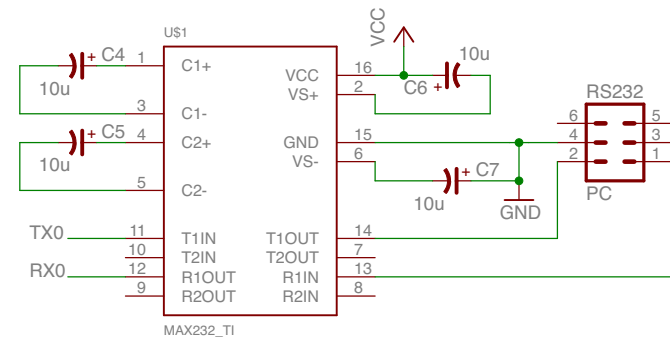 U$1
VCC
1 C1+
+ C4
10u
3 C1-
4 C2+
+ C5
10u
5 C2-
TX0 11 T1IN
10 T2IN
RX0 12 R1OUT
9 R2OUT
VCC 16
VS+ 2
C6 +
10u
GND 15
VS- 6
+ C7
10u
GND
T1OUT 14
T2OUT 7
R1IN 13
R2IN 8
RS232
6 5
4 3
2 1
PC
MAX232_TI